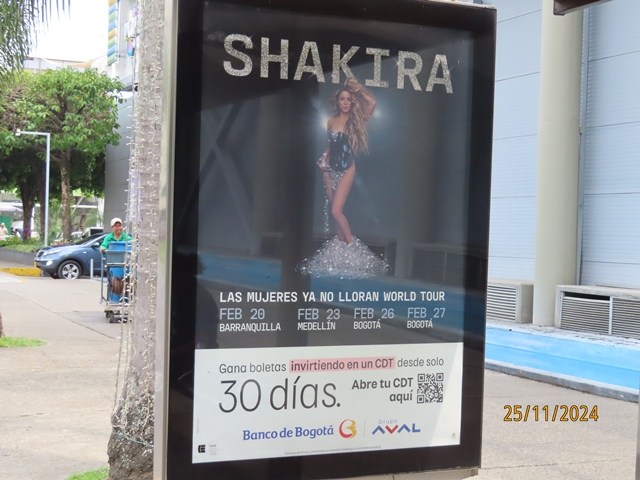 SHAKIRA
LAS MUJERES YA NO LLORAN WORLD TOUR
FEB 20 FEB 23 FEB 26 FEB 27
BARRANQUILLA MEDELLÍN BOGOTÁ BOGOTÁ
Gana boletas invirtiendo en un CDT desde solo
30 días.
Abre tu CDT
aquí
Banco de Bogotá
Grupo
AVAL
25/11/2024